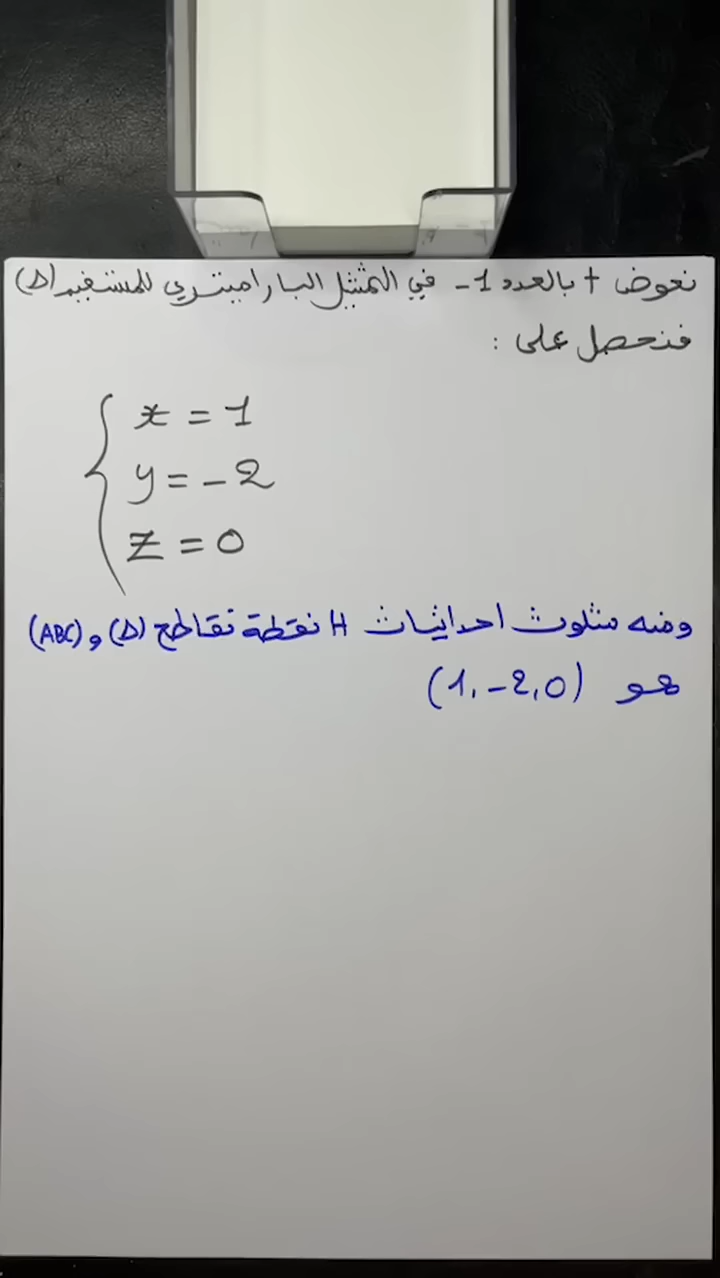 نعوض t بالعدد 1- في التمثيل البارامتري للمستقيم (Δ)
فنحصل على :
x = 1
y = -2
z = 0
ومنه مثلوث احداثيات H نقطة تقاطع (Δ) و (ABC)
هو (1, -2, 0)